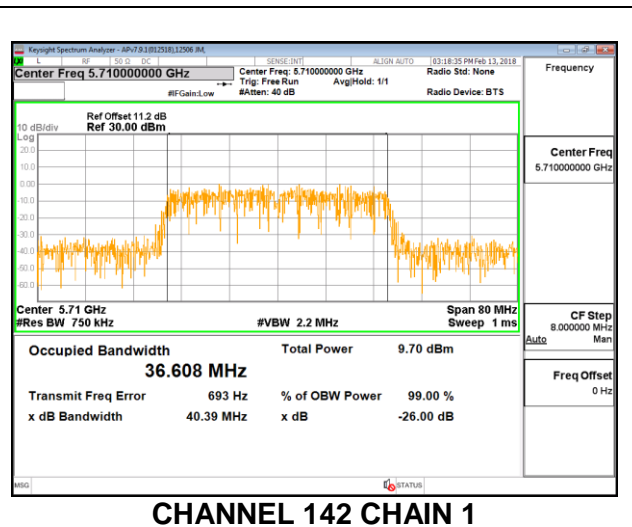 Keysight Spectrum Analyzer - APv7.9.1(012518),12506 JM,
L RF 50 Ω DC SENSE:INT ALIGN AUTO 03:18:35 PM Feb 13, 2018
Center Freq 5.710000000 GHz Center Freq: 5.710000000 GHz Radio Std: None Frequency
Trig: Free Run Avg|Hold: 1/1
#IFGain:Low #Atten: 40 dB Radio Device: BTS
Ref Offset 11.2 dB
10 dB/div Ref 30.00 dBm
Log
20.0
10.0
0.00
-10.0
-20.0
-30.0
-40.0
-50.0
-60.0
Center Freq
5.710000000 GHz
Center 5.71 GHz Span 80 MHz
#Res BW 750 kHz #VBW 2.2 MHz Sweep 1 ms
CF Step
8.000000 MHz
Auto Man
Occupied Bandwidth Total Power 9.70 dBm
36.608 MHz
Freq Offset
0 Hz
Transmit Freq Error 693 Hz % of OBW Power 99.00 %
x dB Bandwidth 40.39 MHz x dB -26.00 dB
MSG STATUS
CHANNEL 142 CHAIN 1